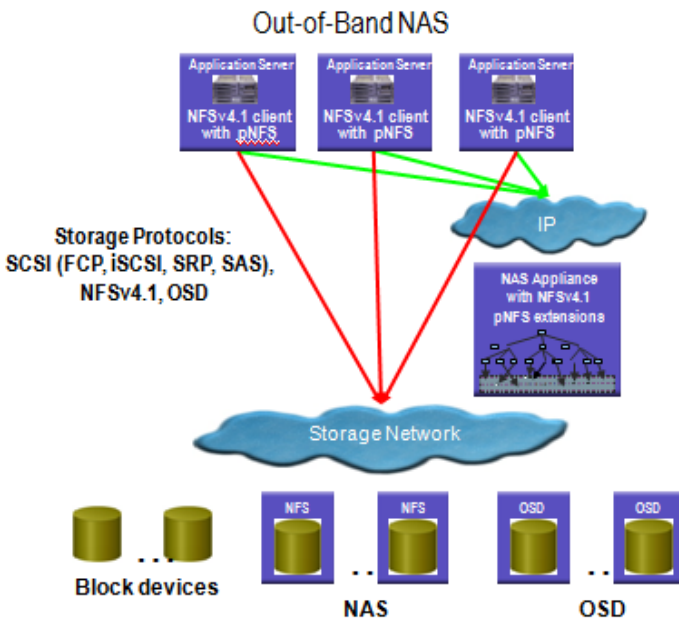 Out-of-Band NAS
Application Server
NFSv4.1 client
with pNFS
Application Server
NFSv4.1 client
with pNFS
Application Server
NFSv4.1 client
with pNFS
IP
Storage Protocols:
SCSI (FCP, iSCSI, SRP, SAS),
NFSv4.1, OSD
NAS Appliance
with NFSv4.1
pNFS extensions
Storage Network
...
Block devices
NFS
..
NFS
NAS
OSD
..
OSD
OSD